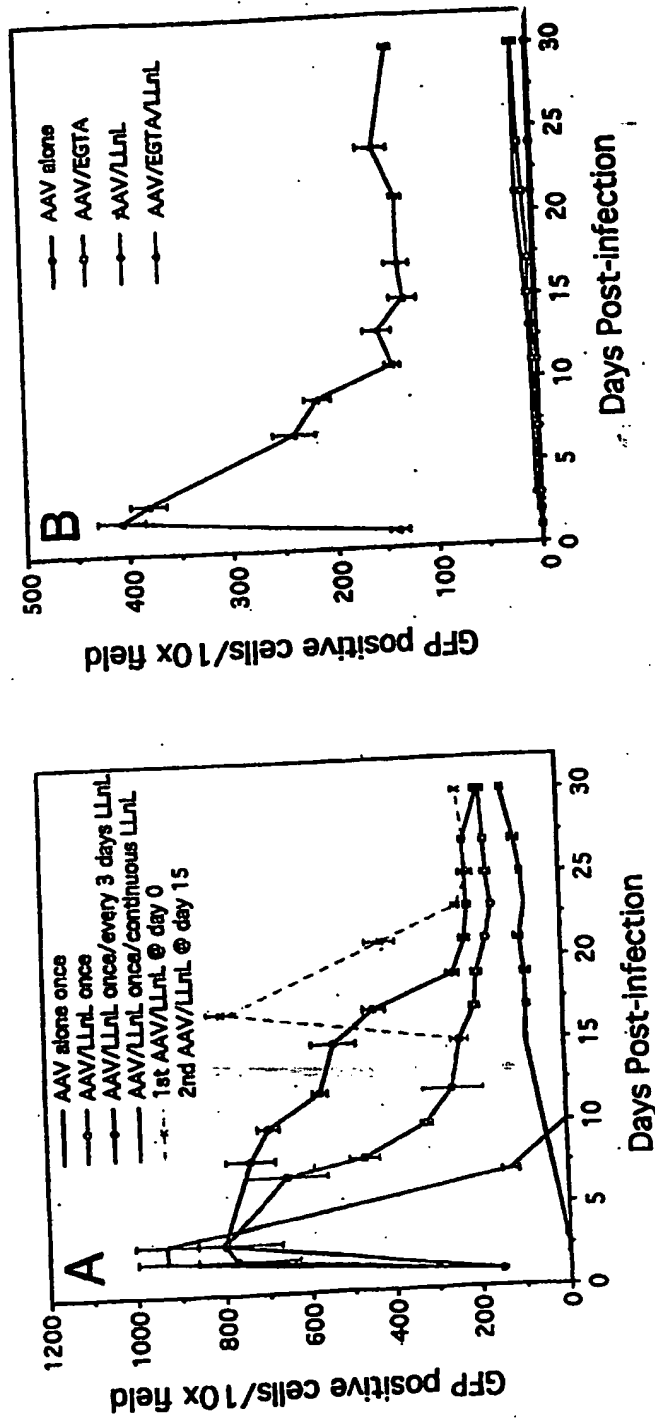 A
AAV alone once
AAV/LLnL once
AAV/LLnL once/every 3 days LLnL
AAV/LLnL once/continuous LLnL
1st AAV/LLnL @ day 0
2nd AAV/LLnL @ day 15
GFP positive cells/10x field
1200
1000
800
600
400
200
0
0 5 10 15 20 25 30
Days Post-infection
B
AAV alone
AAV/EGTA
AAV/LLnL
AAV/EGTA/LLnL
GFP positive cells/10x field
500
400
300
200
100
0
0 5 10 15 20 25 30
Days Post-infection